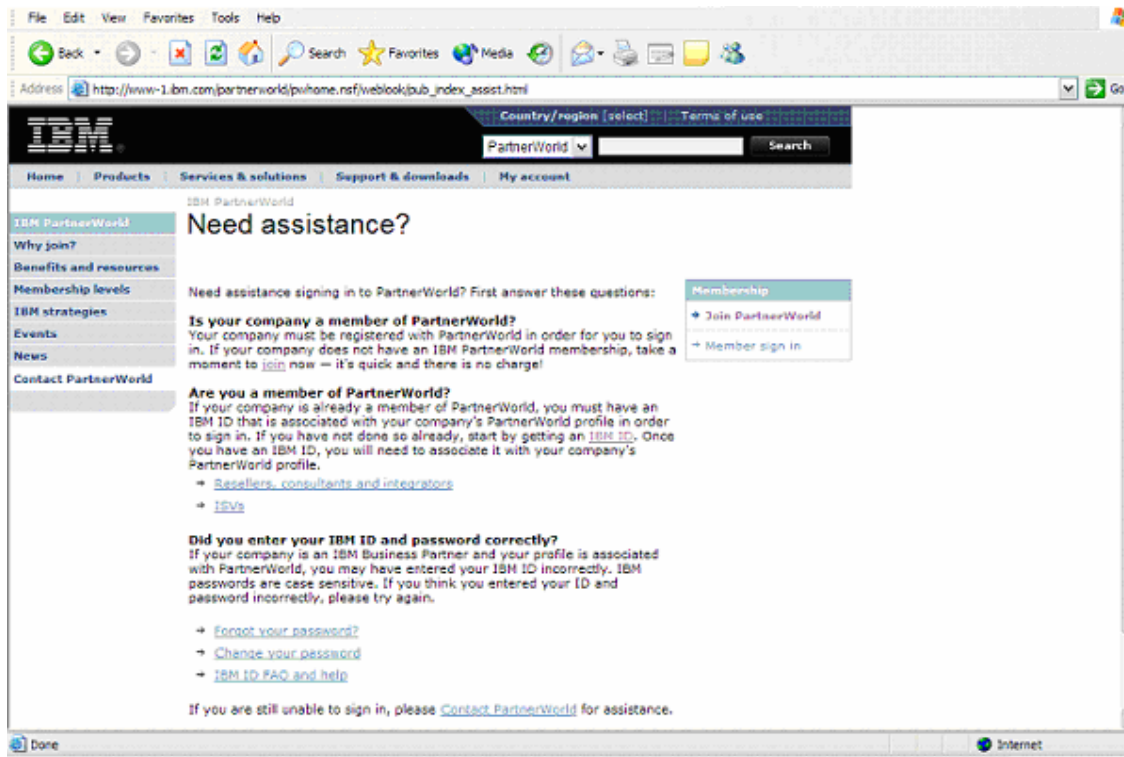 File Edit View Favorites Tools Help
Back Search Favorites Media
Address http://www-1.ibm.com/partnerworld/pwhome.nsf/weblook/pub_index_assist.html Go
Country/region [select] Terms of use
IBM
PartnerWorld Search
Home Products Services & solutions Support & downloads My account
IBM PartnerWorld
Need assistance?
IBM PartnerWorld
Why join?
Benefits and resources
Membership levels
IBM strategies
Events
News
Contact PartnerWorld
Need assistance signing in to PartnerWorld? First answer these questions:
Is your company a member of PartnerWorld?
Your company must be registered with PartnerWorld in order for you to sign
in. If your company does not have an IBM PartnerWorld membership, take a
moment to join now — it's quick and there is no charge!
Are you a member of PartnerWorld?
If your company is already a member of PartnerWorld, you must have an
IBM ID that is associated with your company's PartnerWorld profile in order
to sign in. If you have not done so already, start by getting an IBM ID. Once
you have an IBM ID, you will need to associate it with your company's
PartnerWorld profile.
→ Resellers, consultants and integrators
→ ISVs
Did you enter your IBM ID and password correctly?
If your company is an IBM Business Partner and your profile is associated
with PartnerWorld, you may have entered your IBM ID incorrectly. IBM
passwords are case sensitive. If you think you entered your ID and
password incorrectly, please try again.
→ Forgot your password?
→ Change your password
→ IBM ID FAQ and help
If you are still unable to sign in, please Contact PartnerWorld for assistance.
Membership
→ Join PartnerWorld
→ Member sign in
Done Internet